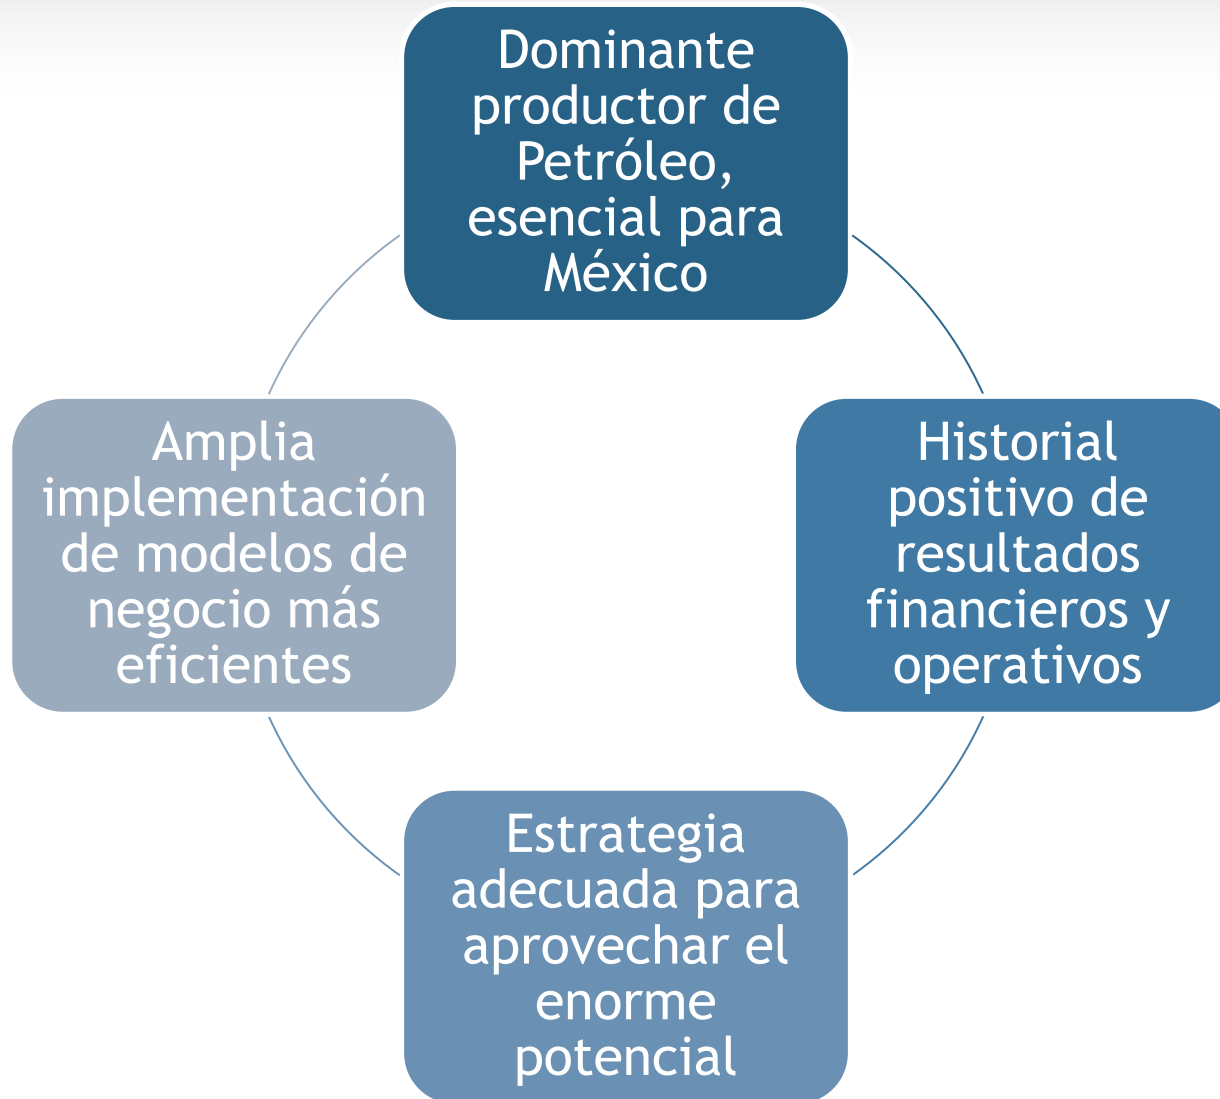 Dominante
productor de
Petróleo,
esencial para
México
Historial
positivo de
resultados
financieros y
operativos
Estrategia
adecuada para
aprovechar el
enorme
potencial
Amplia
implementación
de modelos de
negocio más
eficientes